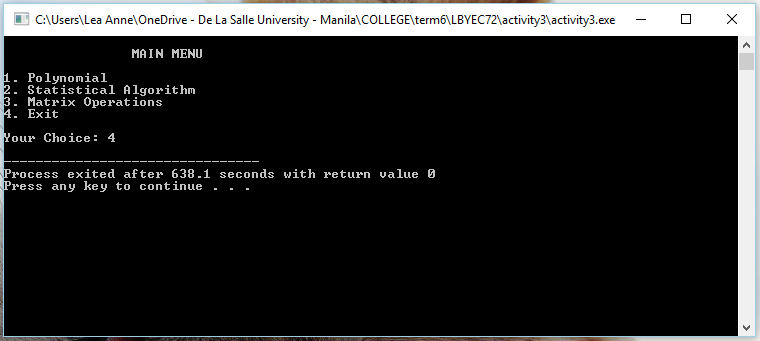 C:\Users\Lea Anne\OneDrive - De La Salle University - Manila\COLLEGE\term6\LBYEC72\activity3\activity3.exe
MAIN MENU
1. Polynomial
2. Statistical Algorithm
3. Matrix Operations
4. Exit
Your Choice: 4
--------------------------------
Process exited after 638.1 seconds with return value 0
Press any key to continue . . .